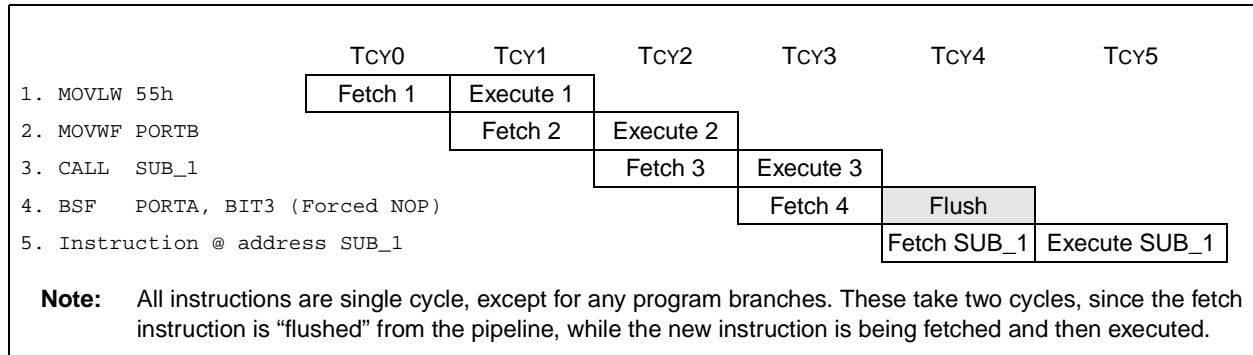 TCY0 TCY1 TCY2 TCY3 TCY4 TCY5
1. MOVLW 55h Fetch 1 Execute 1
2. MOVWF PORTB Fetch 2 Execute 2
3. CALL SUB_1 Fetch 3 Execute 3
4. BSF PORTA, BIT3 (Forced NOP) Fetch 4 Flush
5. Instruction @ address SUB_1 Fetch SUB_1 Execute SUB_1
Note: All instructions are single cycle, except for any program branches. These take two cycles, since the fetch
instruction is “flushed” from the pipeline, while the new instruction is being fetched and then executed.